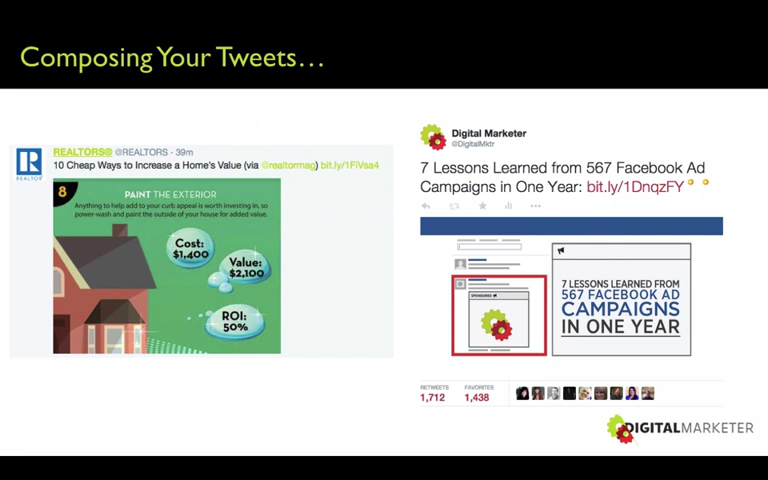 Composing Your Tweets…
REALTORS® @REALTORS - 39m
10 Cheap Ways to Increase a Home's Value (via @realtormag) bit.ly/1FiVsa4
R
REALTOR®
8
PAINT THE EXTERIOR
Anything to help add to your curb appeal is worth investing in, so
power-wash and paint the outside of your house for added value.
Cost:
$1,400
Value:
$2,100
ROI:
50%
Digital Marketer
@DigitalMktr
7 Lessons Learned from 567 Facebook Ad
Campaigns in One Year: bit.ly/1DnqzFY
SPONSORED
7 LESSONS LEARNED FROM
567 FACEBOOK AD
CAMPAIGNS
IN ONE YEAR
RETWEETS
1,712
FAVORITES
1,438
DIGITALMARKETER